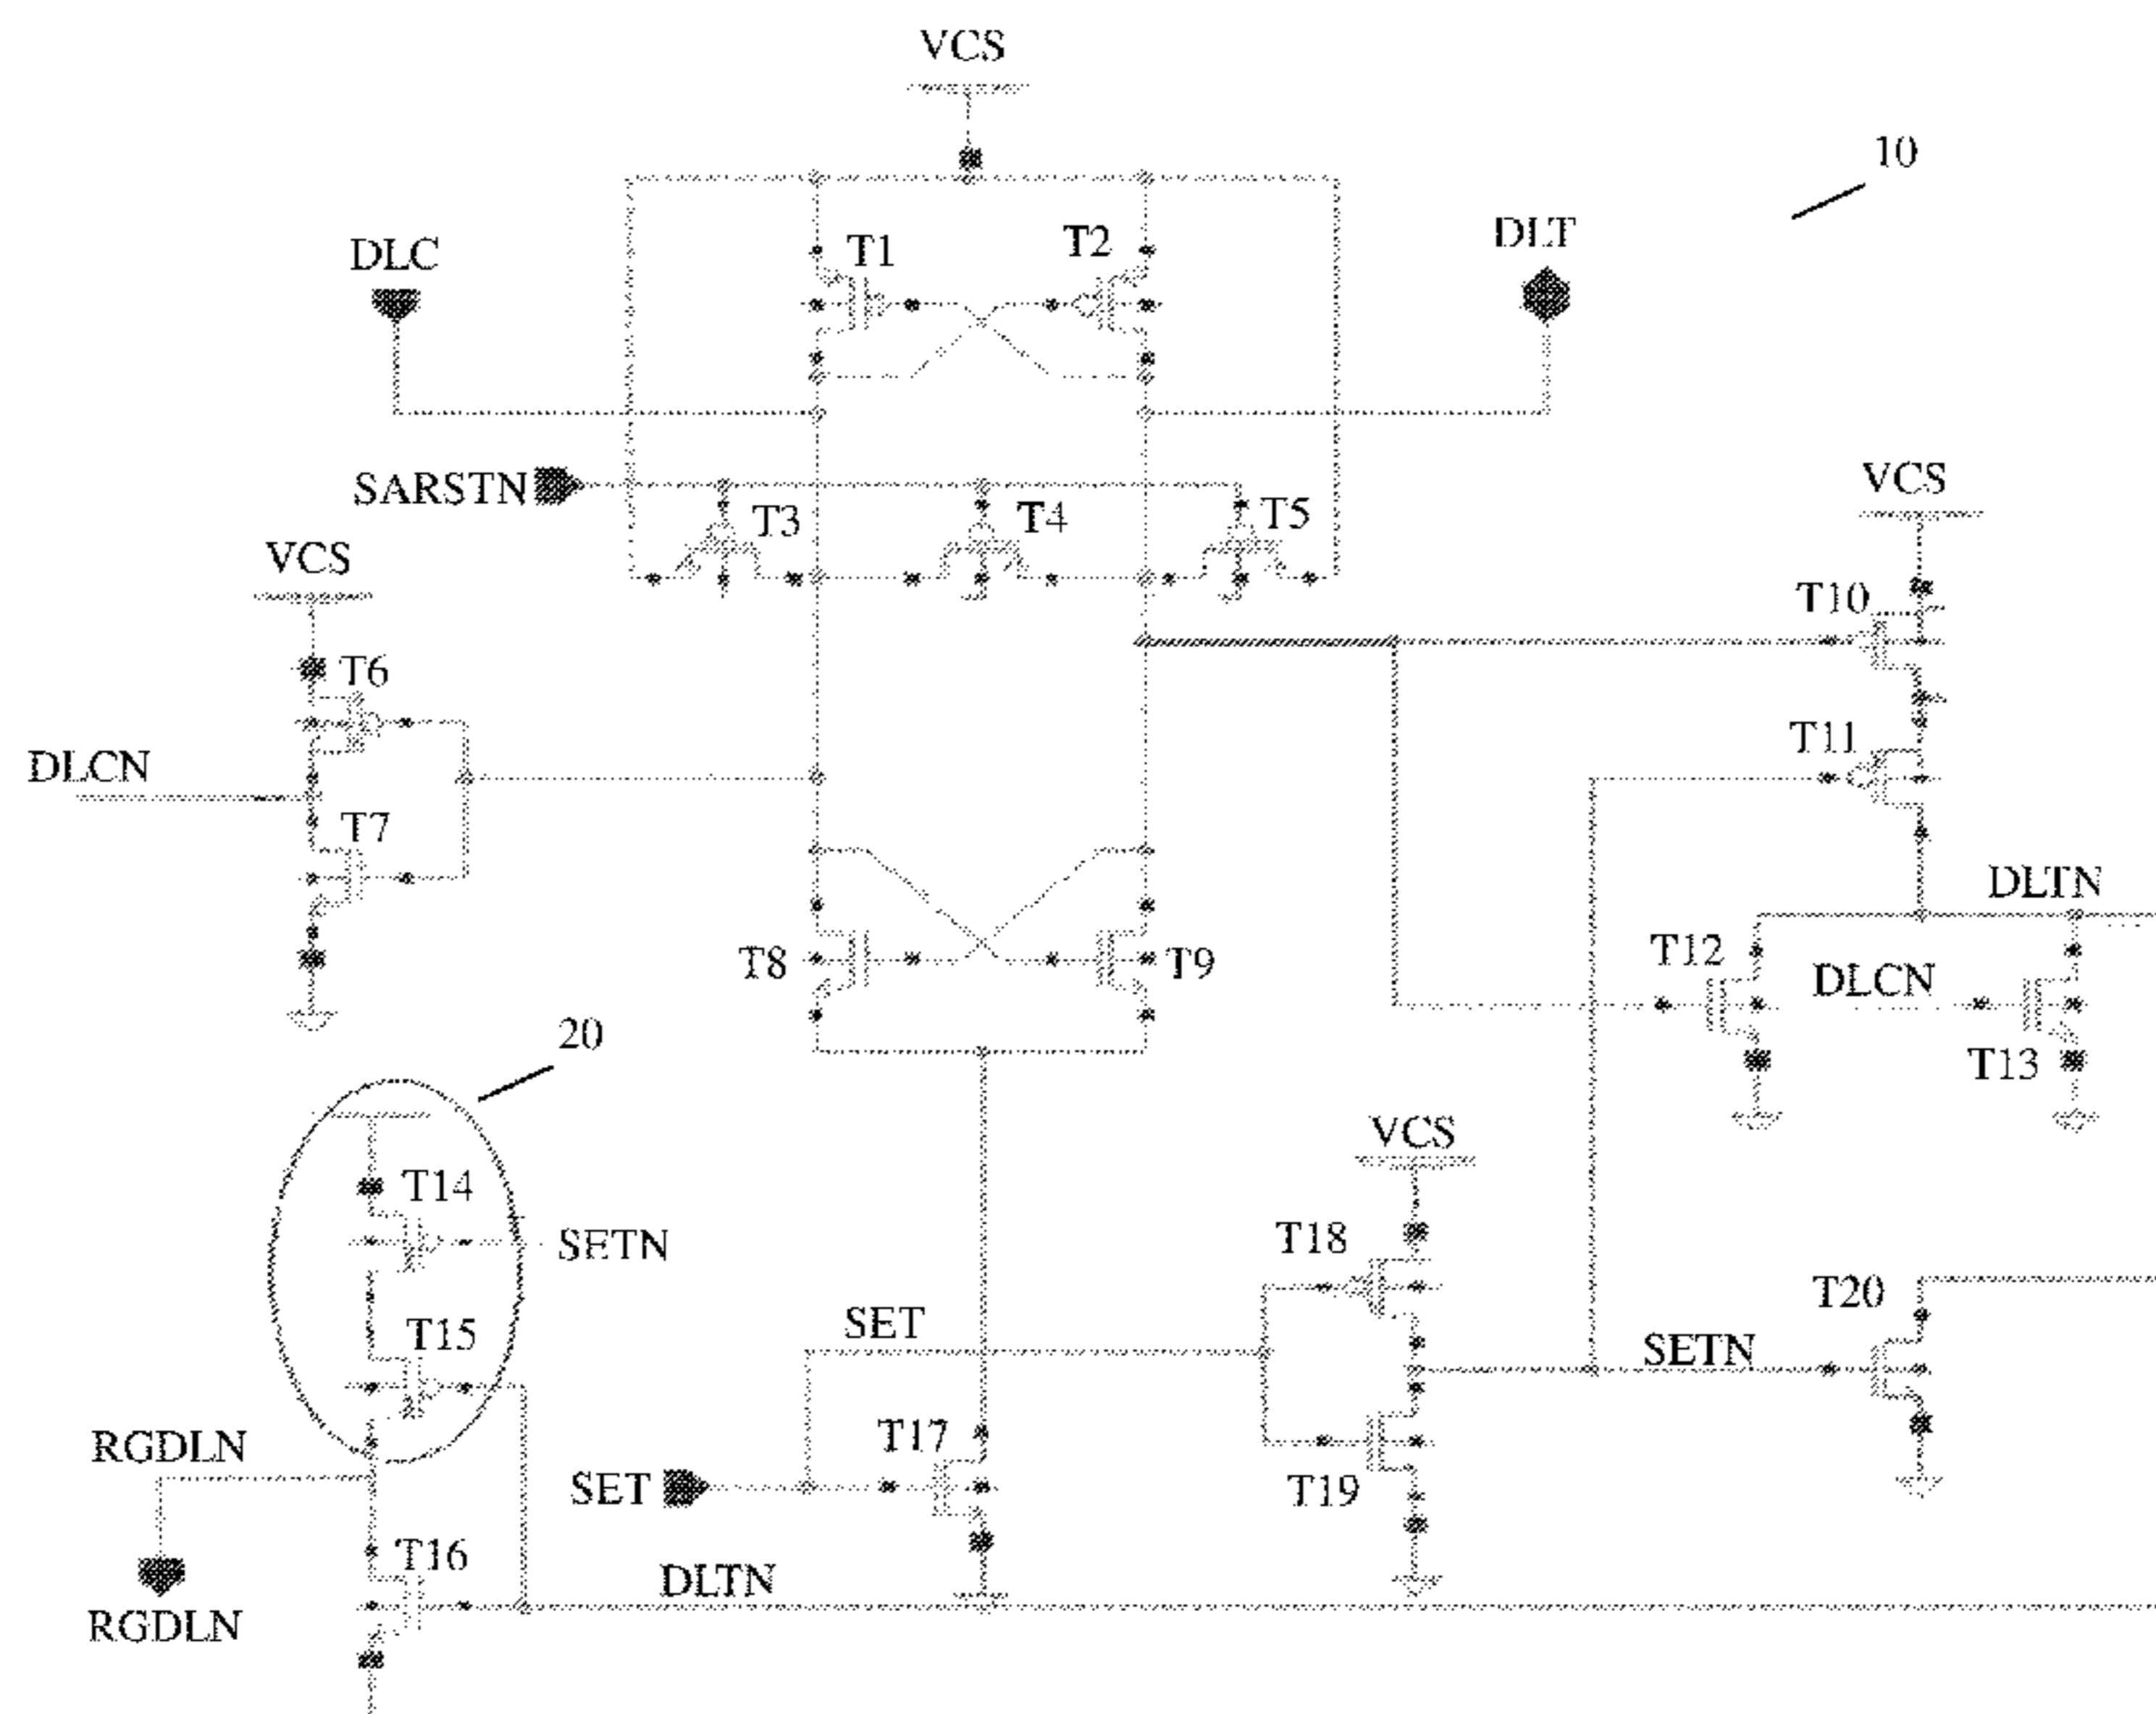 VCS
10
DLC
T1
T2
DLT
SARSTN
T3
T4
T5
VCS
VCS
T6
T10
DLCN
T11
T7
DLTN
T8
T9
T12
DLCN
T13
20
VCS
T14
SETN
T18
T15
SET
SETN
T20
RGDLN
T17
SET
T19
T16
DLTN
RGDLN